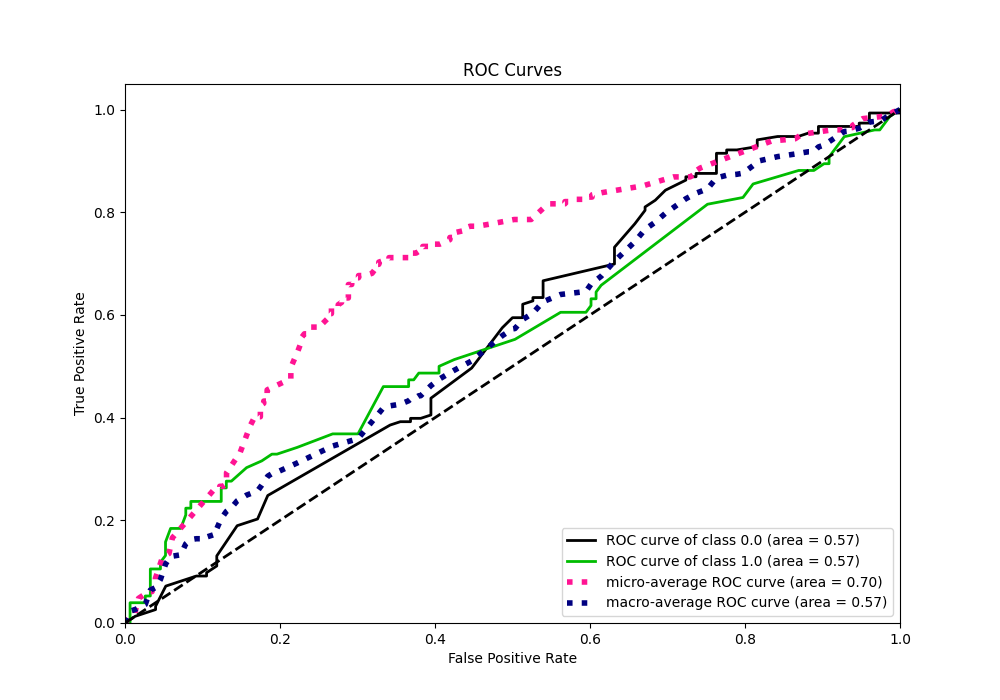 ROC Curves
True Positive Rate
1.0
0.8
0.6
0.4
0.2
0.0
0.0 0.2 0.4 0.6 0.8 1.0
False Positive Rate
ROC curve of class 0.0 (area = 0.57)
ROC curve of class 1.0 (area = 0.57)
micro-average ROC curve (area = 0.70)
macro-average ROC curve (area = 0.57)